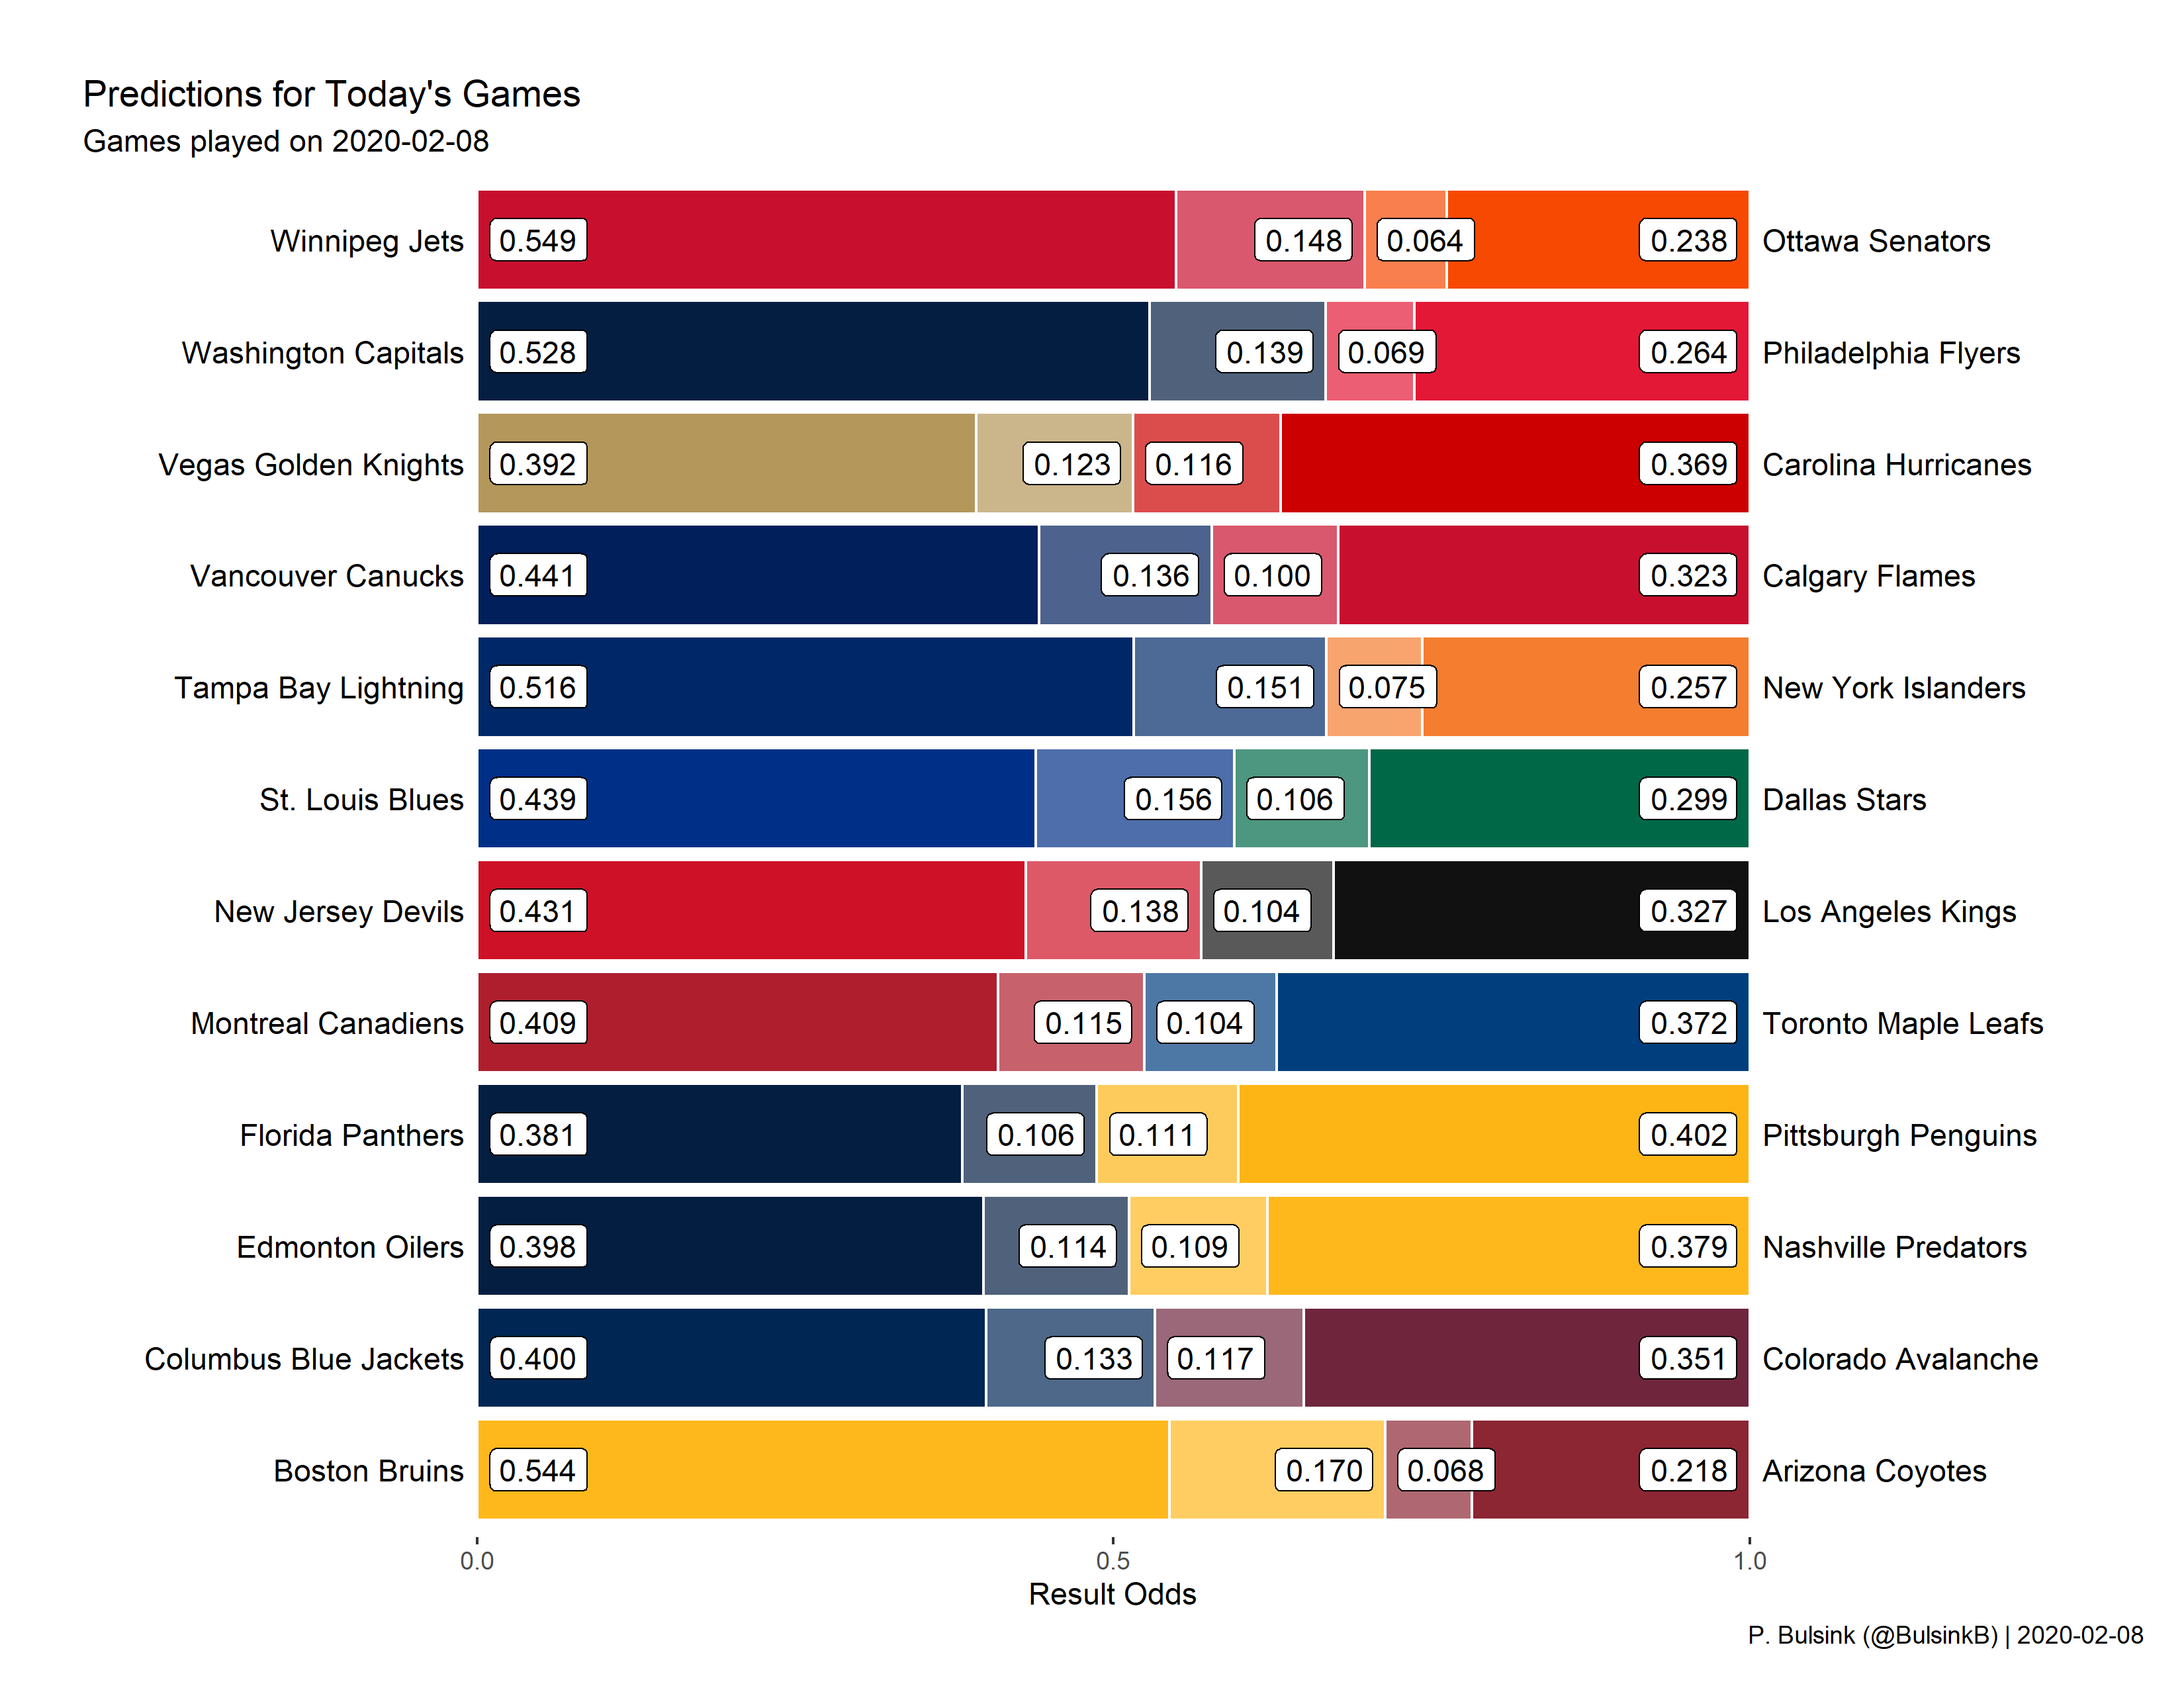 Predictions for Today's Games
Games played on 2020-02-08
Winnipeg Jets 0.549 0.148 0.064 0.238 Ottawa Senators
Washington Capitals 0.528 0.139 0.069 0.264 Philadelphia Flyers
Vegas Golden Knights 0.392 0.123 0.116 0.369 Carolina Hurricanes
Vancouver Canucks 0.441 0.136 0.100 0.323 Calgary Flames
Tampa Bay Lightning 0.516 0.151 0.075 0.257 New York Islanders
St. Louis Blues 0.439 0.156 0.106 0.299 Dallas Stars
New Jersey Devils 0.431 0.138 0.104 0.327 Los Angeles Kings
Montreal Canadiens 0.409 0.115 0.104 0.372 Toronto Maple Leafs
Florida Panthers 0.381 0.106 0.111 0.402 Pittsburgh Penguins
Edmonton Oilers 0.398 0.114 0.109 0.379 Nashville Predators
Columbus Blue Jackets 0.400 0.133 0.117 0.351 Colorado Avalanche
Boston Bruins 0.544 0.170 0.068 0.218 Arizona Coyotes
0.0 0.5 1.0
Result Odds
P. Bulsink (@BulsinkB) | 2020-02-08